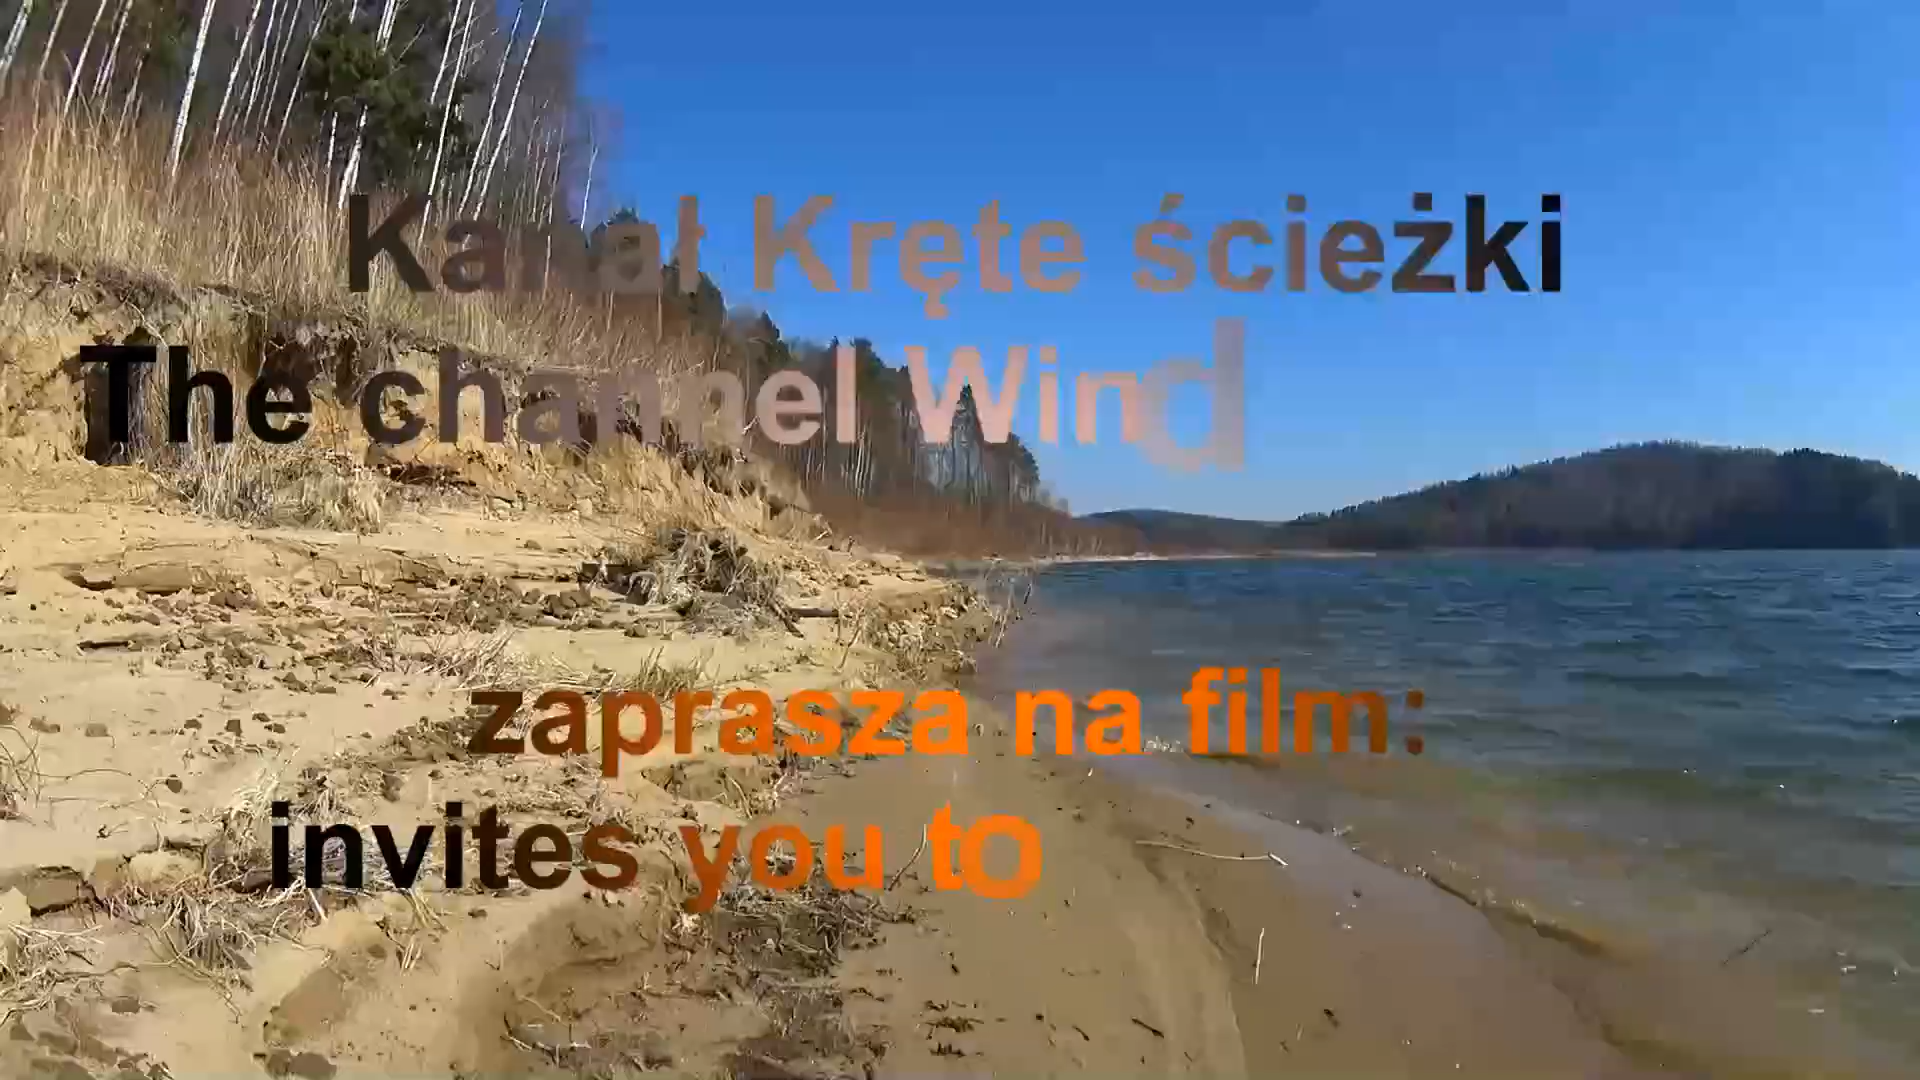 Kanał Kręte ścieżki
The channel Wind
zaprasza na film:
invites you to